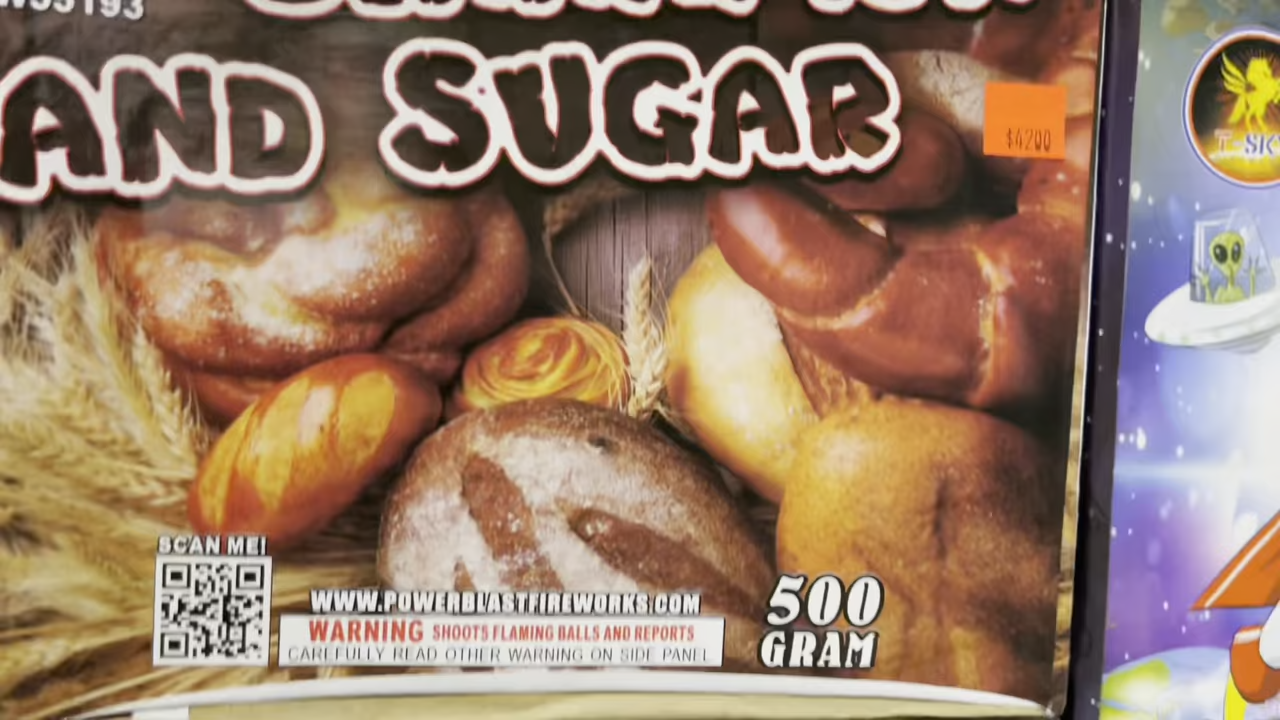 AND SUGAR
$4200
SCAN ME!
WWW.POWERBLASTFIREWORKS.COM
WARNING SHOOTS FLAMING BALLS AND REPORTS
CAREFULLY READ OTHER WARNING ON SIDE PANEL
500
GRAM